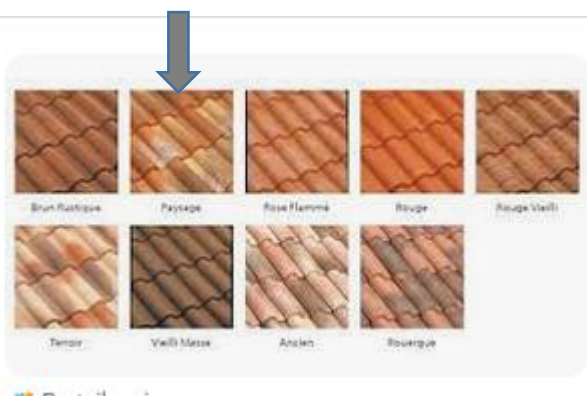 Brun Rustique
Paysage
Rose Flammé
Rouge
Rouge Vieilli
Terroir
Vieilli Masse
Ancien
Rouergue